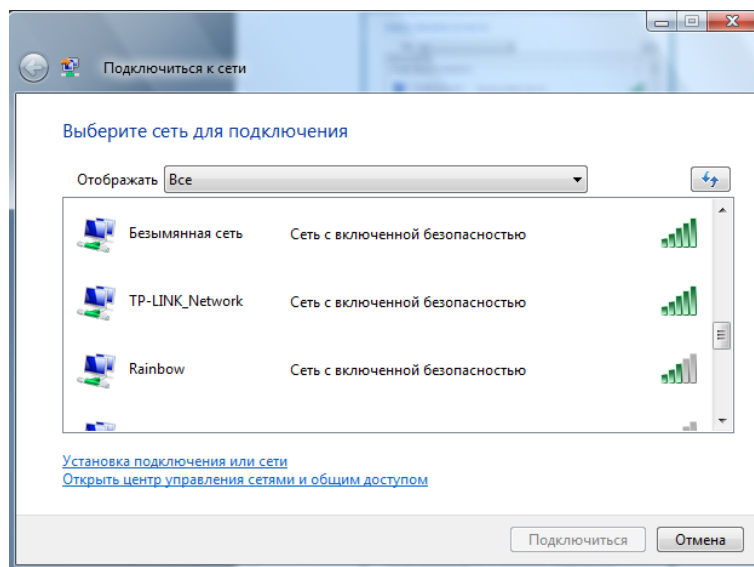 Подключиться к сети
Выберите сеть для подключения
Отображать Все
Безымянная сеть Сеть с включенной безопасностью
TP-LINK_Network Сеть с включенной безопасностью
Rainbow Сеть с включенной безопасностью
Установка подключения или сети
Открыть центр управления сетями и общим доступом
Подключиться Отмена